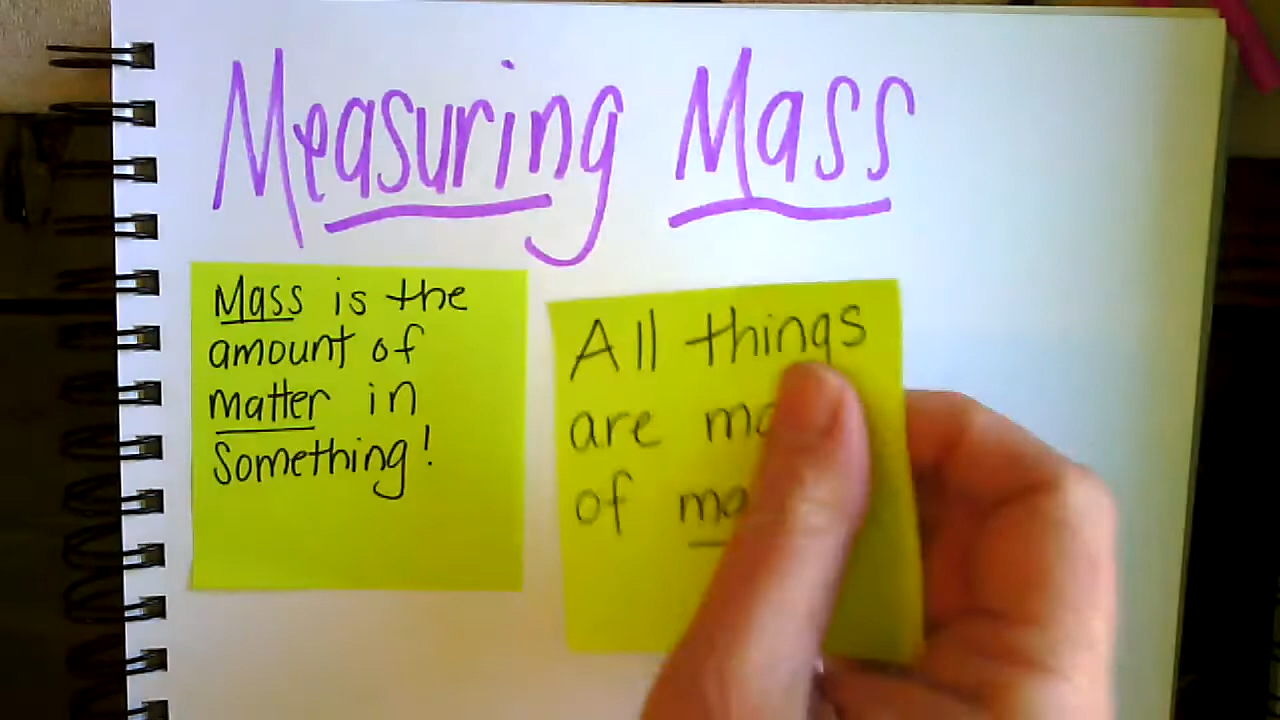 Measuring Mass
Mass is the
amount of
matter in
Something!
All things
are
of